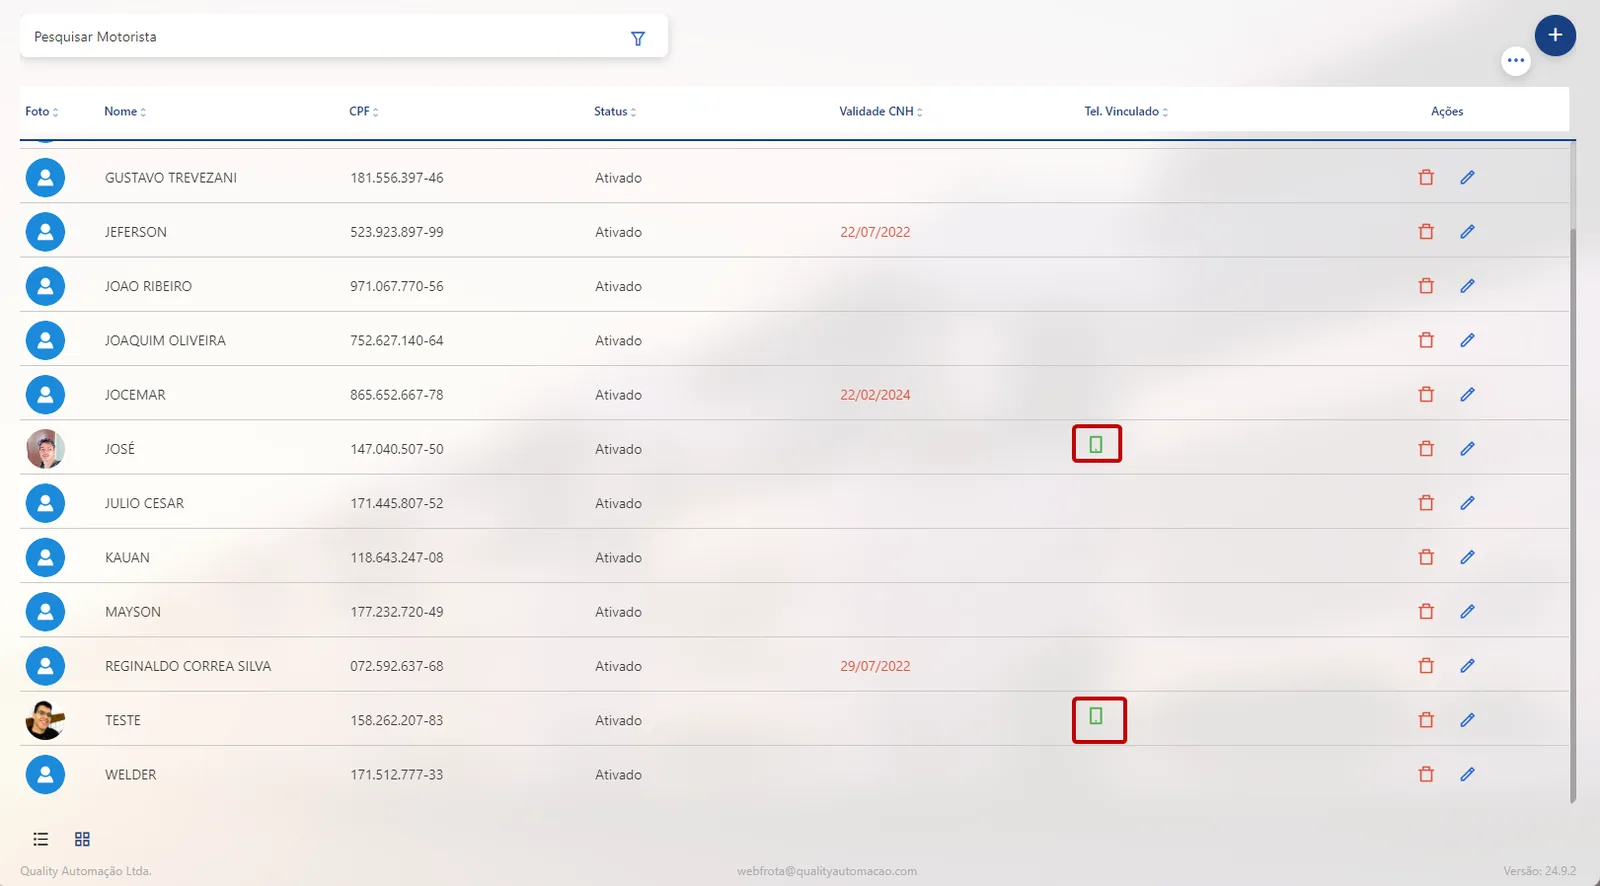 Pesquisar Motorista
Foto Nome CPF Status Validade CNH Tel. Vinculado Ações
GUSTAVO TREVEZANI 181.556.397-46 Ativado
JEFERSON 523.923.897-99 Ativado 22/07/2022
JOAO RIBEIRO 971.067.770-56 Ativado
JOAQUIM OLIVEIRA 752.627.140-64 Ativado
JOCEMAR 865.652.667-78 Ativado 22/02/2024
JOSÉ 147.040.507-50 Ativado
JULIO CESAR 171.445.807-52 Ativado
KAUAN 118.643.247-08 Ativado
MAYSON 177.232.720-49 Ativado
REGINALDO CORREA SILVA 072.592.637-68 Ativado 29/07/2022
TESTE 158.262.207-83 Ativado
WELDER 171.512.777-33 Ativado
Quality Automação Ltda. webfrota@qualityautomacao.com Versão: 24.9.2